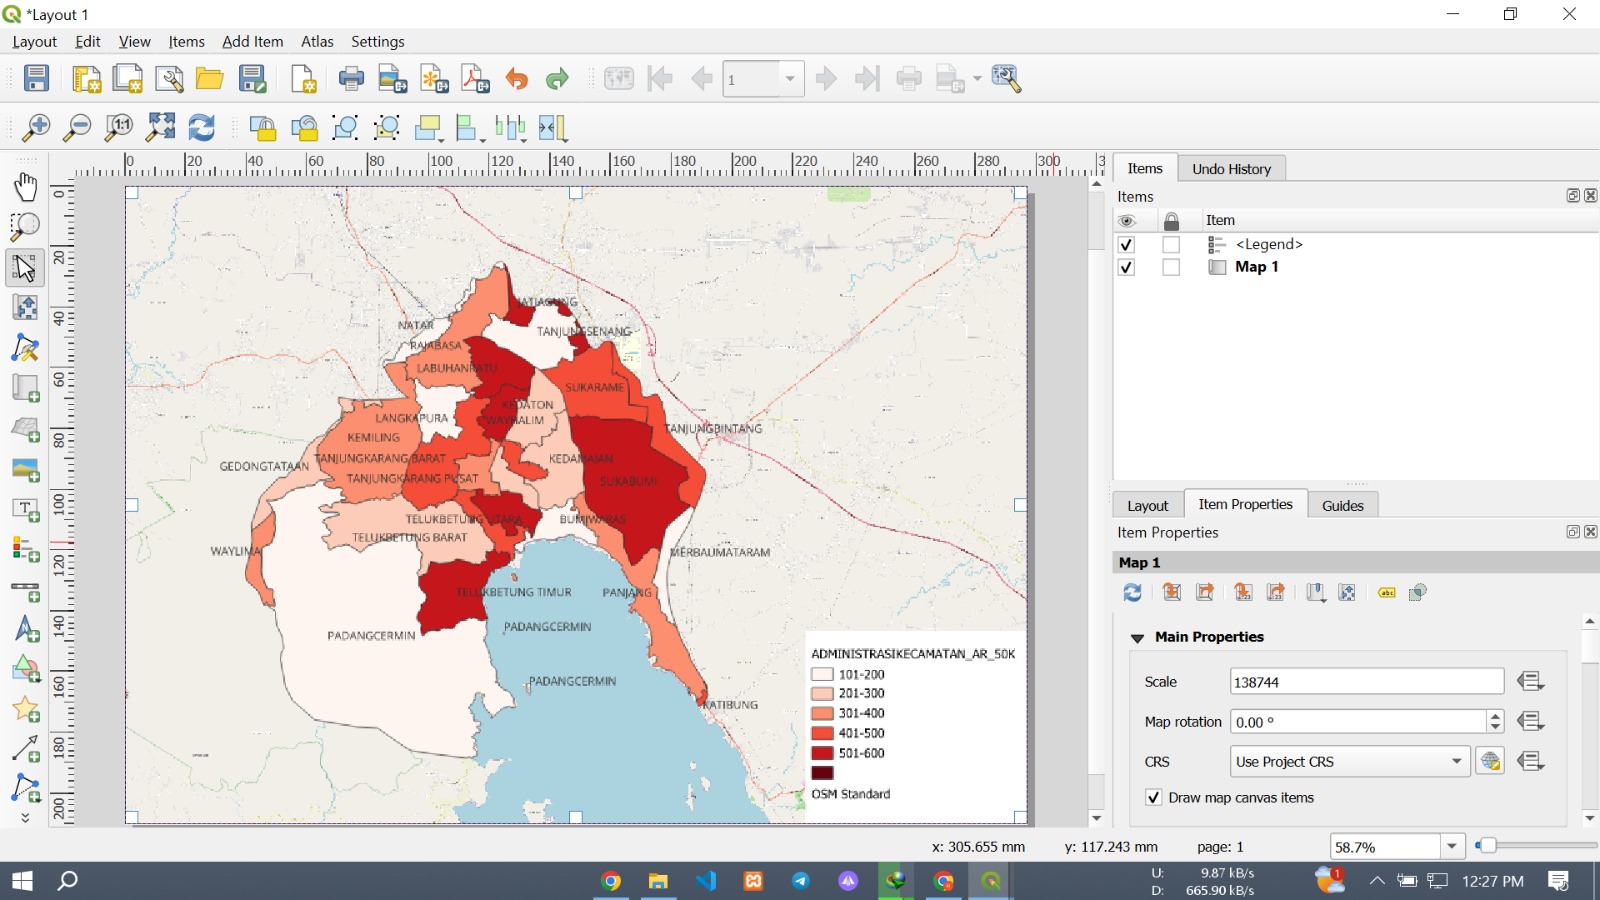 *Layout 1
Layout Edit View Items Add Item Atlas Settings
1
0 20 40 60 80 100 120 140 160 180 200 220 240 260 280 300 3
0
20
40
60
80
100
120
140
160
180
200
JATIAGUNG
NATAR
TANJUNGSENANG
RAJABASA
LABUHANRATU
SUKARAME
KEDATON
LANGKAPURA
WAYHALIM
TANJUNGBINTANG
KEMILING
TANJUNGKARANG BARAT
KEDAMAIAN
GEDONGTATAAN
TANJUNGKARANG PUSAT
SUKABUMI
TELUKBETUNG UTARA
BUMIWARAS
TELUKBETUNG BARAT
WAYLIMA
MERBAUMATARAM
TELUKBETUNG TIMUR
PANJANG
PADANGCERMIN
PADANGCERMIN
PADANGCERMIN
KATIBUNG
ADMINISTRASIKECAMATAN_AR_50K
101-200
201-300
301-400
401-500
501-600
OSM Standard
Items Undo History
Items
Item
<Legend>
Map 1
Layout Item Properties Guides
Item Properties
Map 1
abc
Main Properties
Scale 138744
Map rotation 0.00 °
CRS Use Project CRS
Draw map canvas items
x: 305.655 mm y: 117.243 mm page: 1 58.7%
U: 9.87 kB/s
D: 665.90 kB/s
1
12:27 PM